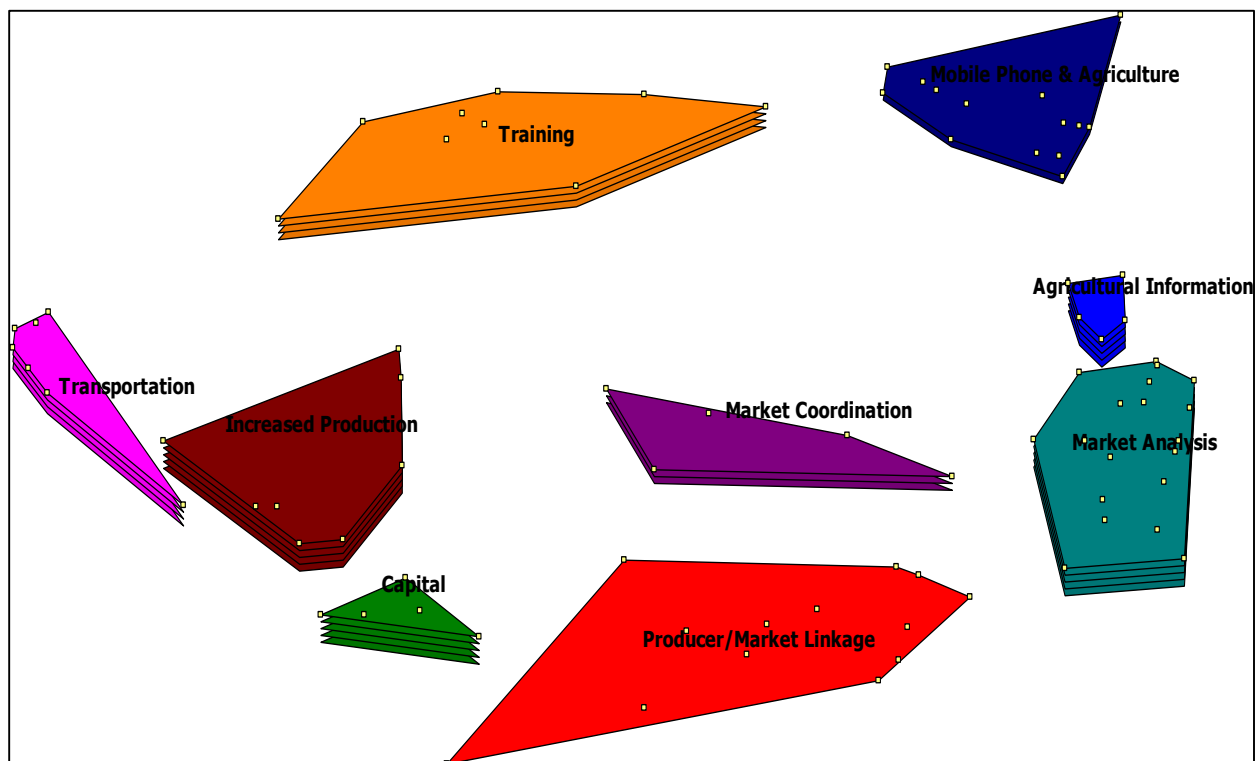 Mobile Phone & Agriculture
Training
Agricultural Information
Transportation
Market Coordination
Increased Production
Market Analysis
Capital
Producer/Market Linkage